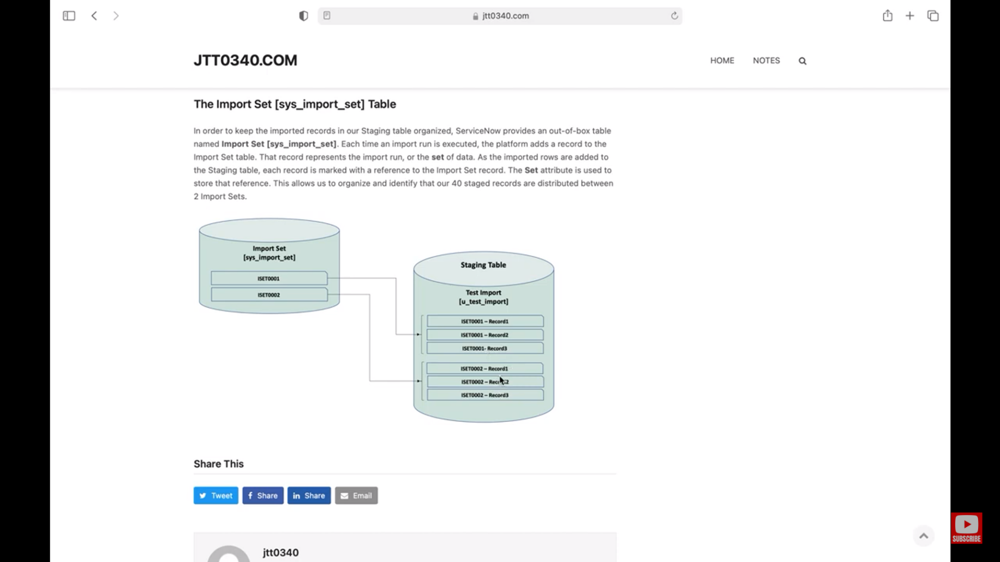 jtt0340.com
JTT0340.COM
HOME
NOTES
The Import Set [sys_import_set] Table
In order to keep the imported records in our Staging table organized, ServiceNow provides an out-of-box table
named Import Set [sys_import_set]. Each time an import run is executed, the platform adds a record to the
Import Set table. That record represents the import run, or the set of data. As the imported rows are added to
the Staging table, each record is marked with a reference to the Import Set record. The Set attribute is used to
store that reference. This allows us to organize and identify that our 40 staged records are distributed between
2 Import Sets.
Import Set
[sys_import_set]
ISET0001
ISET0002
Staging Table
Test Import
[u_test_import]
ISET0001 – Record1
ISET0001 – Record2
ISET0001- Record3
ISET0002 – Record1
ISET0002 – Record2
ISET0002 – Record3
Share This
Tweet
Share
Share
Email
jtt0340
SUBSCRIBE